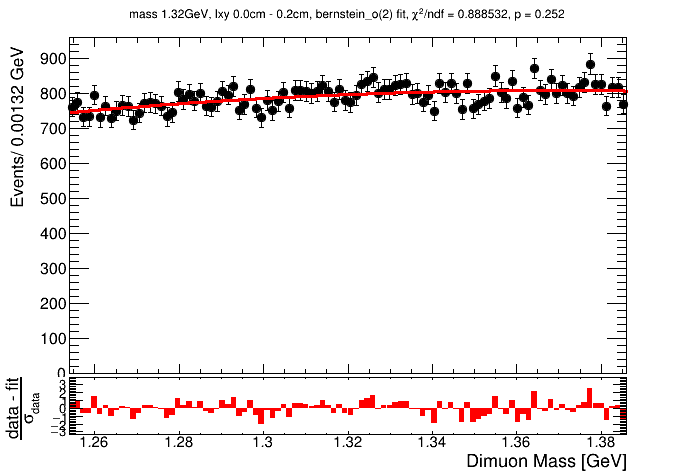 mass 1.32GeV, lxy 0.0cm - 0.2cm, bernstein_o(2) fit, χ²/ndf = 0.888532, p = 0.252
Events/ 0.00132 GeV
900
800
700
600
500
400
300
200
100
0
data - fit
σdata
3
2
1
0
−1
−2
−3
1.26 1.28 1.3 1.32 1.34 1.36 1.38
Dimuon Mass [GeV]